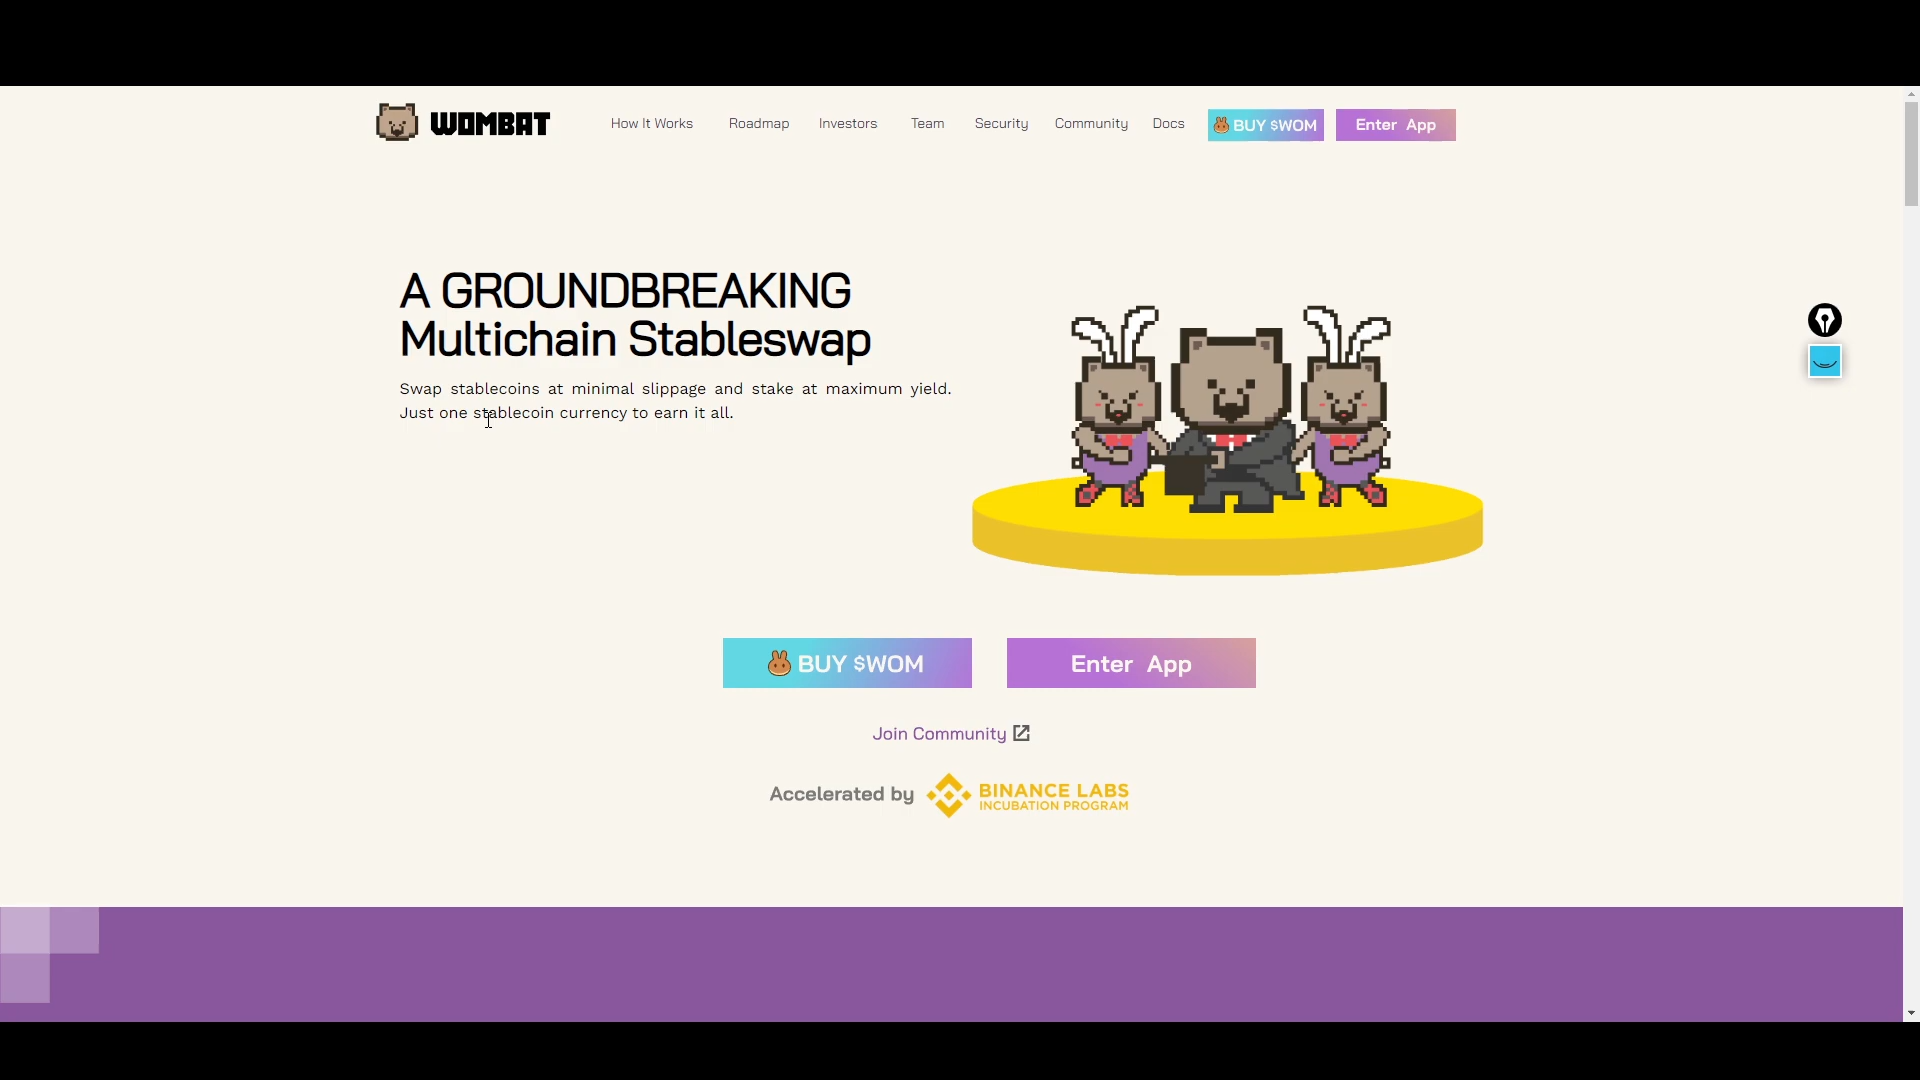 WOMBAT How It Works Roadmap Investors Team Security Community Docs BUY $WOM Enter App
A GROUNDBREAKING
Multichain Stableswap
Swap stablecoins at minimal slippage and stake at maximum yield.
Just one stablecoin currency to earn it all.
BUY $WOM Enter App
Join Community
Accelerated by BINANCE LABS
INCUBATION PROGRAM